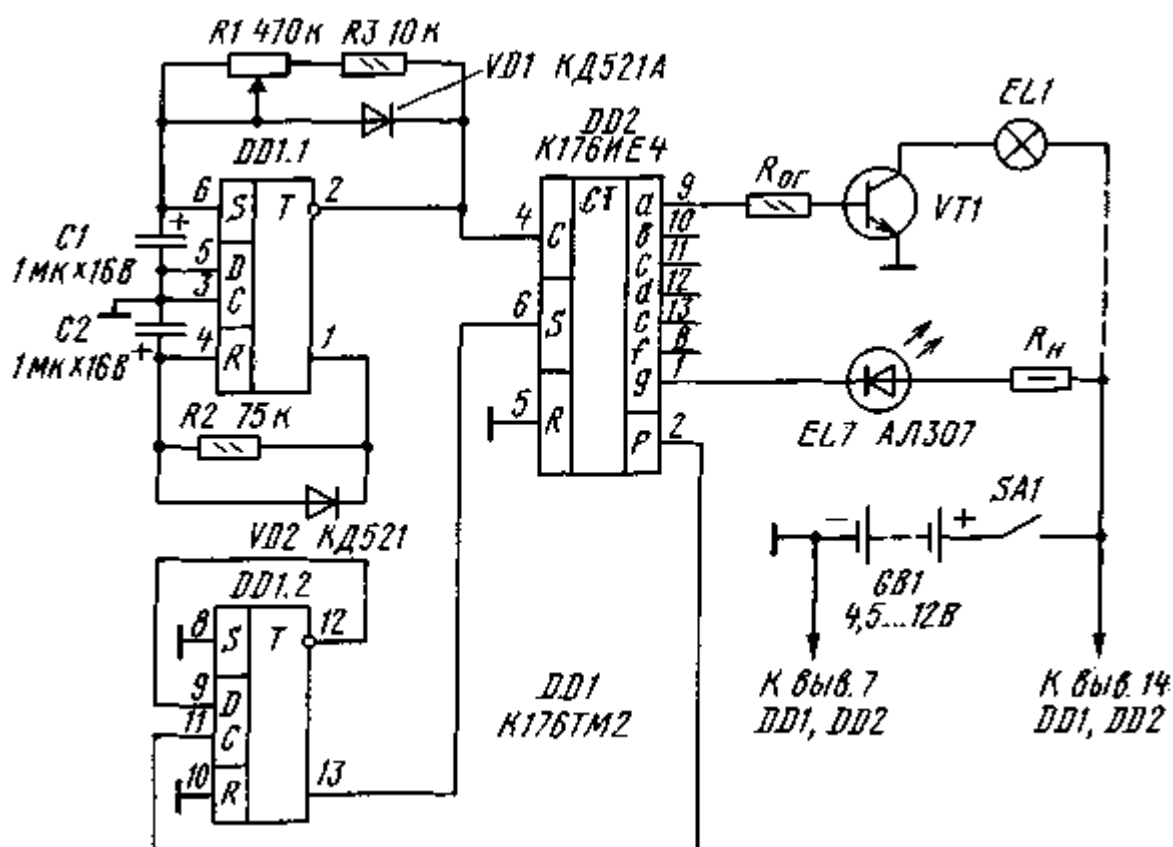 R1 470к R3 10к
VD1 КД521А
EL1
DD2
К176ИЕ4
DD1.1
Rог
VT1
6 S T 2
C1
1мк×16В
+
5 D
3 C
C2
1мк×16В
+
4 R 1
R2 75к
VD2 КД521
CT
4 C
6 S
5 R
a 9
в 10
c 11
d 12
c 13
f 8
g 1
P 2
Rн
EL7 АЛ307
SA1
− +
GB1
4,5...12В
К выв. 7
DD1, DD2
К выв. 14
DD1, DD2
DD1.2
8 S T 12
9 D
11 C
10 R 13
DD1
К176ТМ2